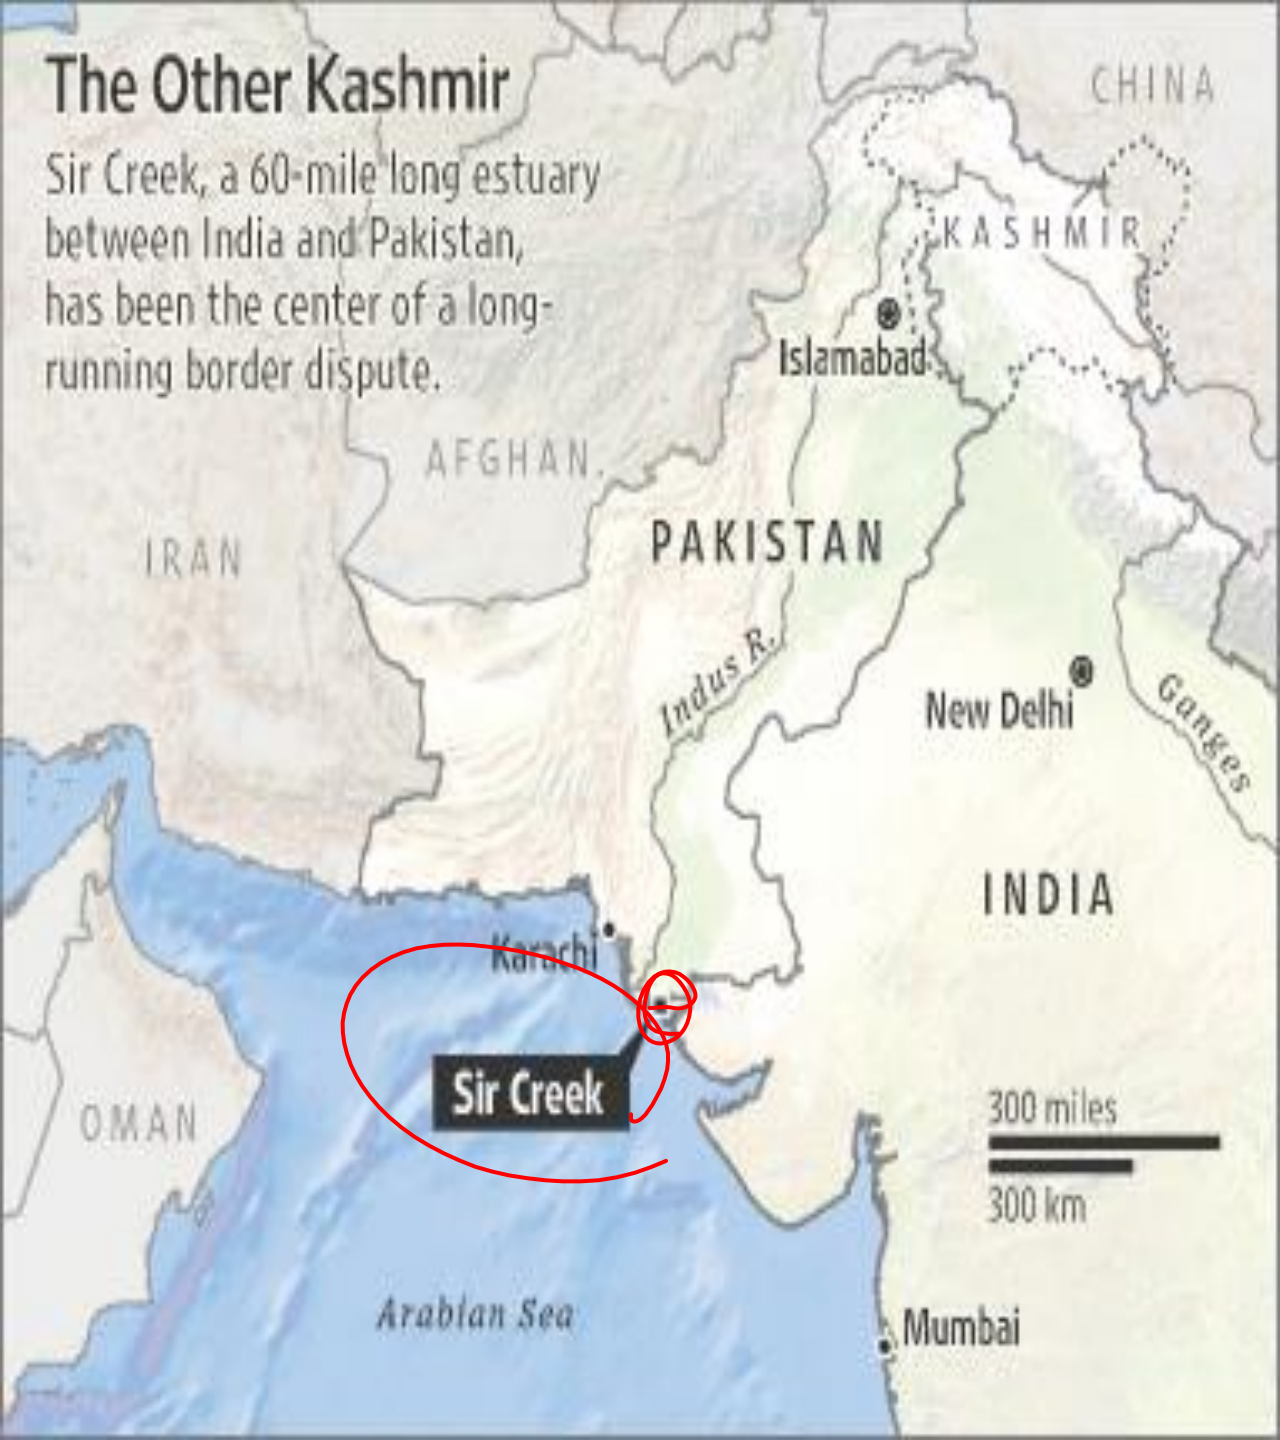 The Other Kashmir
Sir Creek, a 60-mile long estuary
between India and Pakistan,
has been the center of a long-
running border dispute.
CHINA
KASHMIR
Islamabad
AFGHAN.
IRAN
PAKISTAN
Indus R.
New Delhi
Ganges
INDIA
Karachi
Sir Creek
OMAN
300 miles
300 km
Arabian Sea
Mumbai